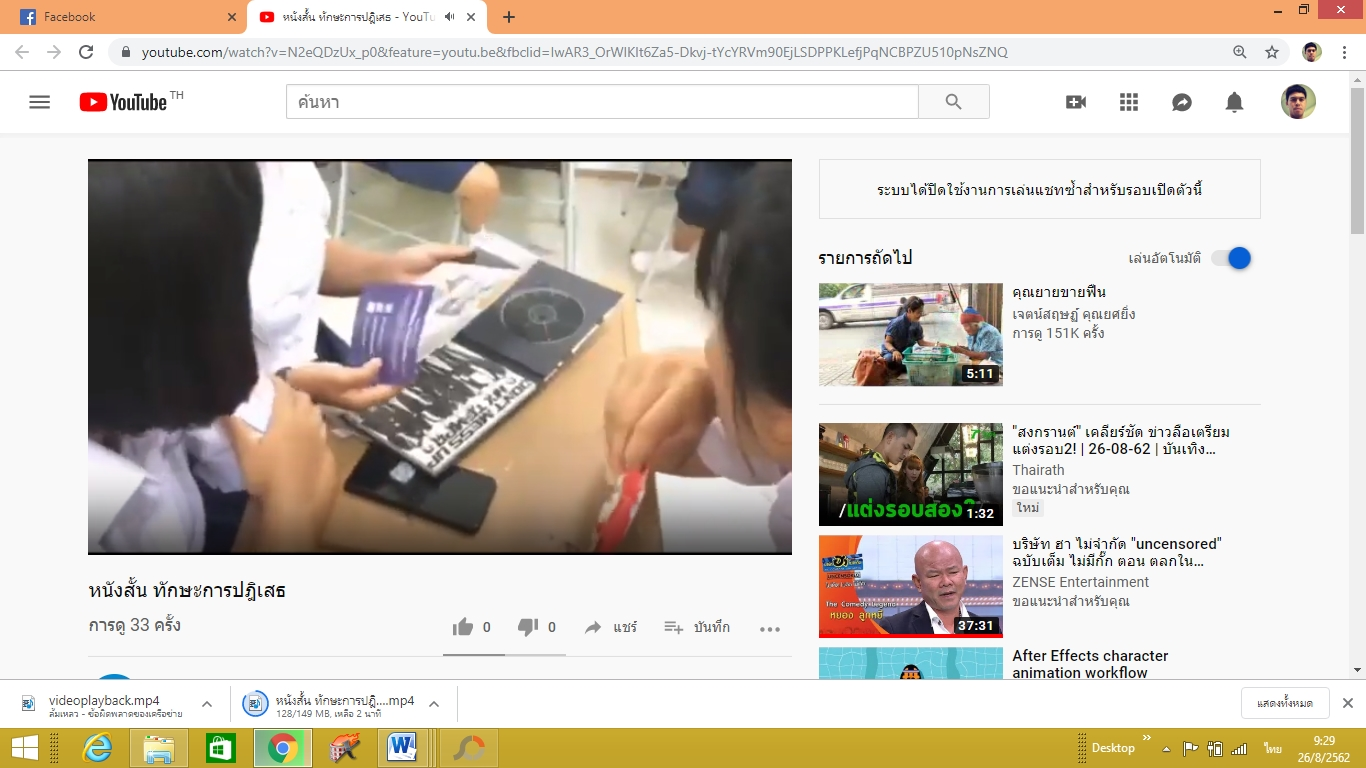 Facebook
หนังสั้น ทักษะการปฏิเสธ - YouTu
youtube.com/watch?v=N2eQDzUx_p0&feature=youtu.be&fbclid=IwAR3_OrWlKIt6Za5-Dkvj-tYcYRVm90EjLSDPPKLefjPqNCBPZU510pNsZNQ
YouTube TH
ค้นหา
DON'T MESS UP
MY TEMPO
ระบบได้ปิดใช้งานการเล่นแชทซ้ำสำหรับรอบเปิดตัวนี้
รายการถัดไป
เล่นอัตโนมัติ
5:11
คุณยายขายฟืน
เจตน์สฤษฎิ์ คุณยศยิ่ง
การดู 151K ครั้ง
/แต่งรอบสอง?
1:32
"สงกรานต์" เคลียร์ชัด ข่าวลือเตรียม
แต่งรอบ2! | 26-08-62 | บันเทิง...
Thairath
ขอแนะนำสำหรับคุณ
ใหม่
The Comedy Legend
หยอง ลูกหยี
37:31
บริษัท ฮา ไม่จำกัด "uncensored"
ฉบับเต็ม ไม่มีกั๊ก ตอน ตลกใน...
ZENSE Entertainment
ขอแนะนำสำหรับคุณ
After Effects character
animation workflow
หนังสั้น ทักษะการปฏิเสธ
การดู 33 ครั้ง
0
0
แชร์
บันทึก
videoplayback.mp4
ล้มเหลว - ข้อผิดพลาดของเครือข่าย
หนังสั้น ทักษะการปฏิ....mp4
128/149 MB, เหลือ 2 นาที
แสดงทั้งหมด
Desktop
ไทย
9:29
26/8/2562